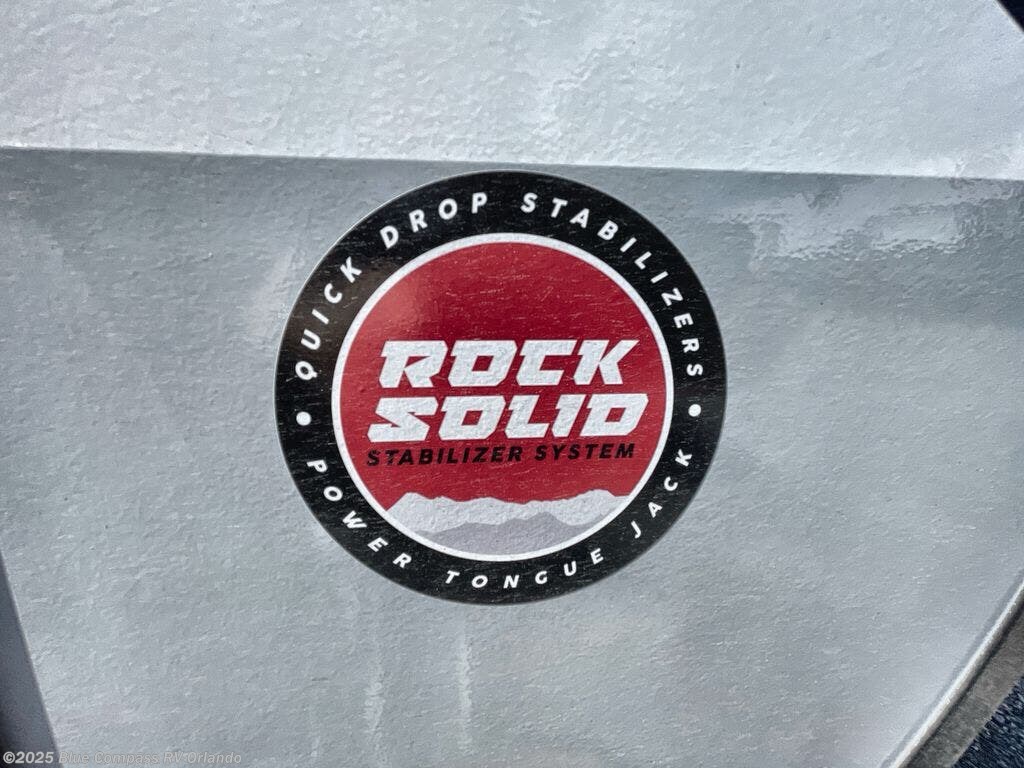 QUICK DROP STABILIZERS
ROCK
SOLID
STABILIZER SYSTEM
POWER TONGUE JACK
©2025 Blue Compass RV Orlando